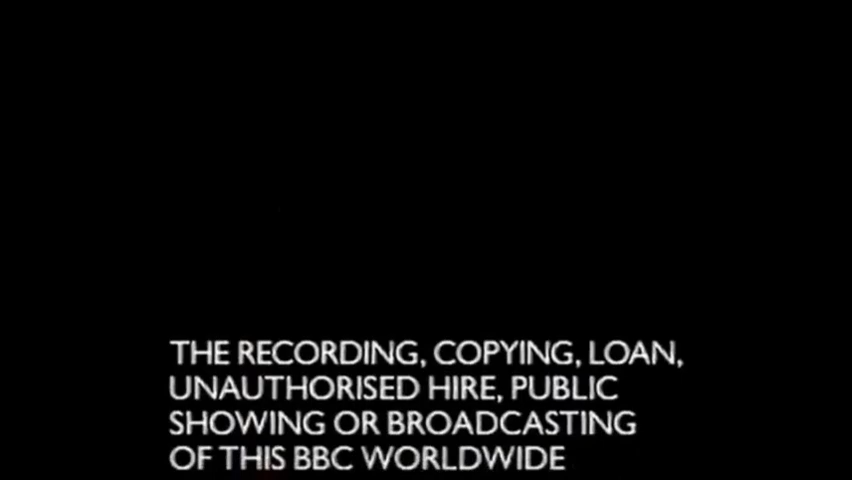 THE RECORDING, COPYING, LOAN,
UNAUTHORISED HIRE, PUBLIC
SHOWING OR BROADCASTING
OF THIS BBC WORLDWIDE